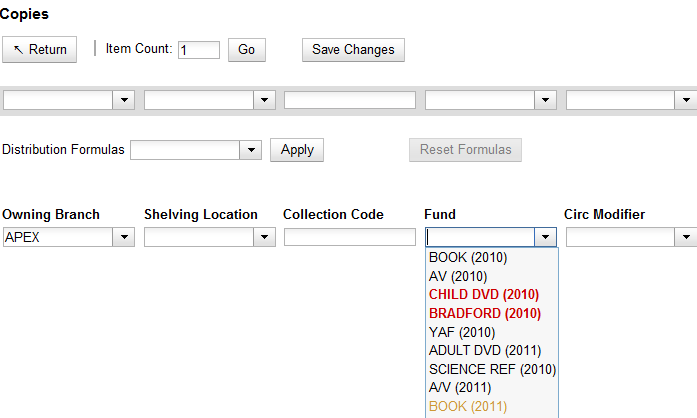 Copies
↖ Return | Item Count: 1 Go Save Changes
Distribution Formulas Apply Reset Formulas
Owning Branch Shelving Location Collection Code Fund Circ Modifier
APEX
BOOK (2010)
AV (2010)
CHILD DVD (2010)
BRADFORD (2010)
YAF (2010)
ADULT DVD (2011)
SCIENCE REF (2010)
A/V (2011)
BOOK (2011)